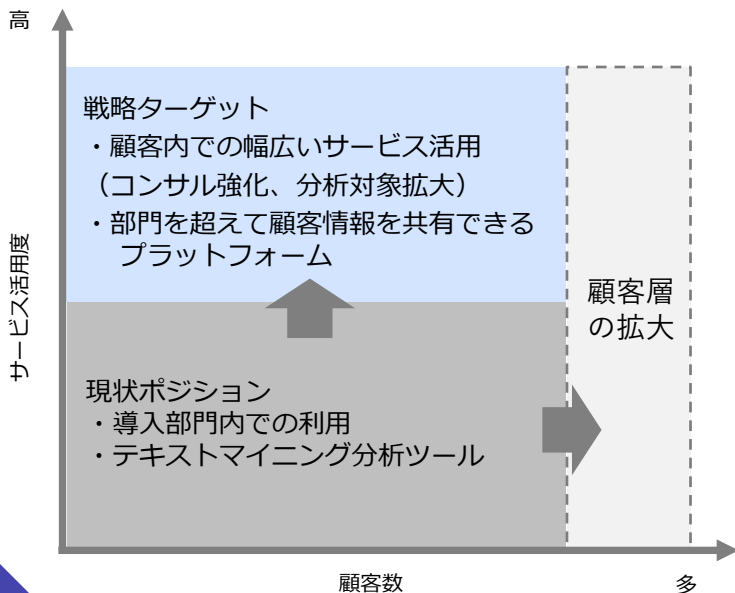 高
戦略ターゲット
・顧客内での幅広いサービス活用
（コンサル強化、分析対象拡大）
・部門を超えて顧客情報を共有できる
プラットフォーム
サービス活用度
顧客層
の拡大
現状ポジション
・導入部門内での利用
・テキストマイニング分析ツール
顧客数
多